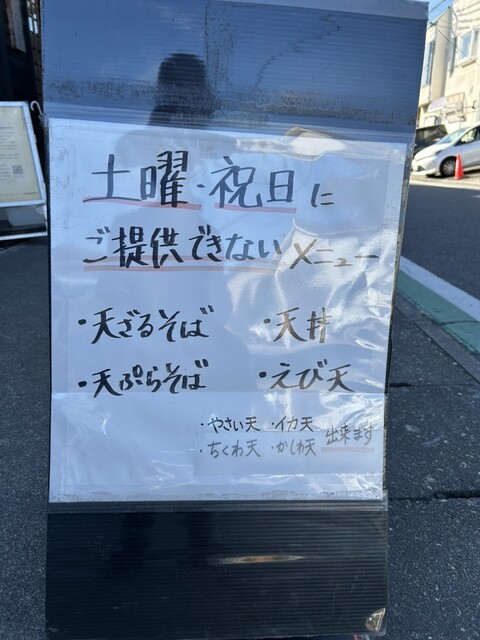 土曜・祝日に
ご提供できないメニュー
・天ざるそば ・天丼
・天ぷらそば ・えび天
・やさい天 ・イカ天
・ちくわ天 ・かしわ天 出来ます